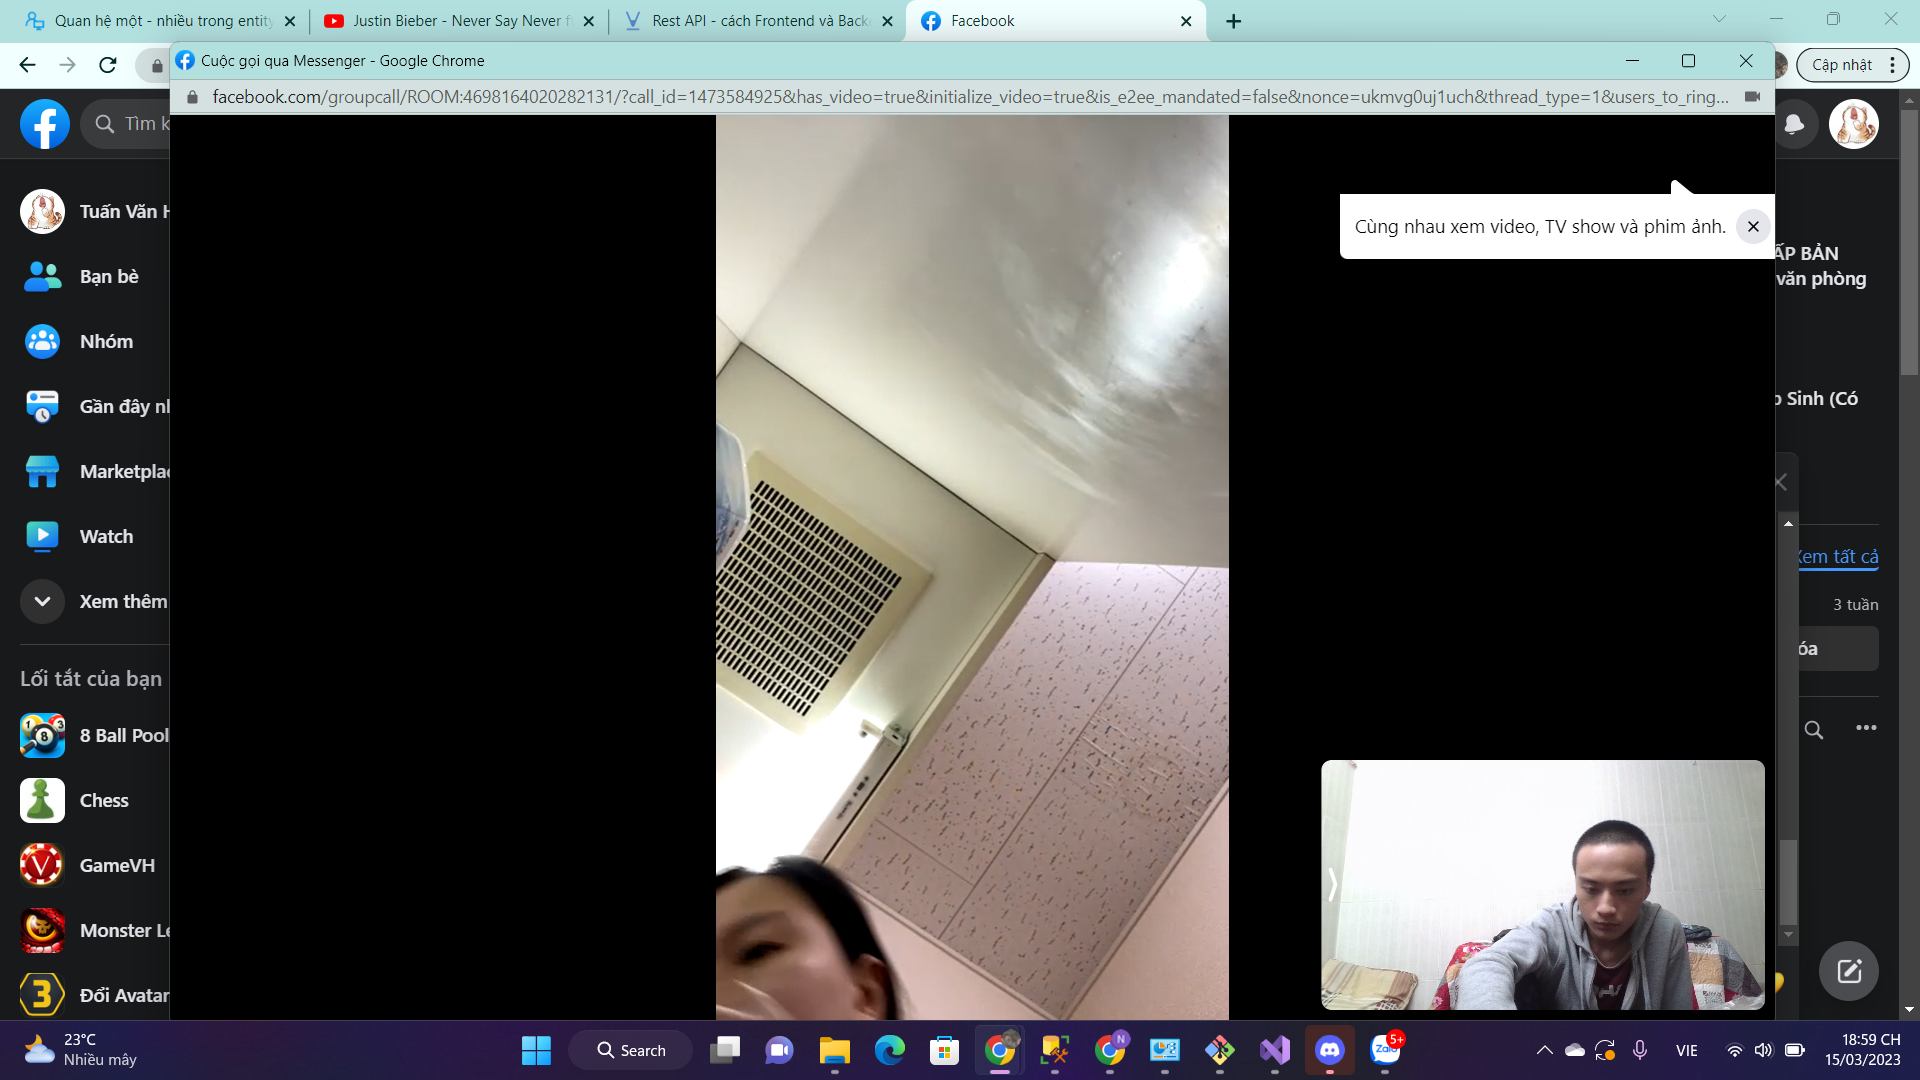 Quan hệ một - nhiều trong entity
Justin Bieber - Never Say Never f
Rest API - cách Frontend và Back
Facebook
Cuộc gọi qua Messenger - Google Chrome
Cập nhật
facebook.com/groupcall/ROOM:4698164020282131/?call_id=1473584925&has_video=true&initialize_video=true&is_e2ee_mandated=false&nonce=ukmvg0uj1uch&thread_type=1&users_to_ring...
Tìm k
Tuấn Văn H
Cùng nhau xem video, TV show và phim ảnh.
ẤP BẢN
văn phòng
Bạn bè
Nhóm
Gần đây nh
Sinh (Có
Marketplac
Watch
Xem tất cả
Xem thêm
3 tuần
óa
Lối tắt của bạn
8 Ball Pool
Chess
GameVH
Monster Le
Đổi Avatar
23°C
Nhiều mây
Search
N
Zalo
5+
VIE
18:59 CH
15/03/2023